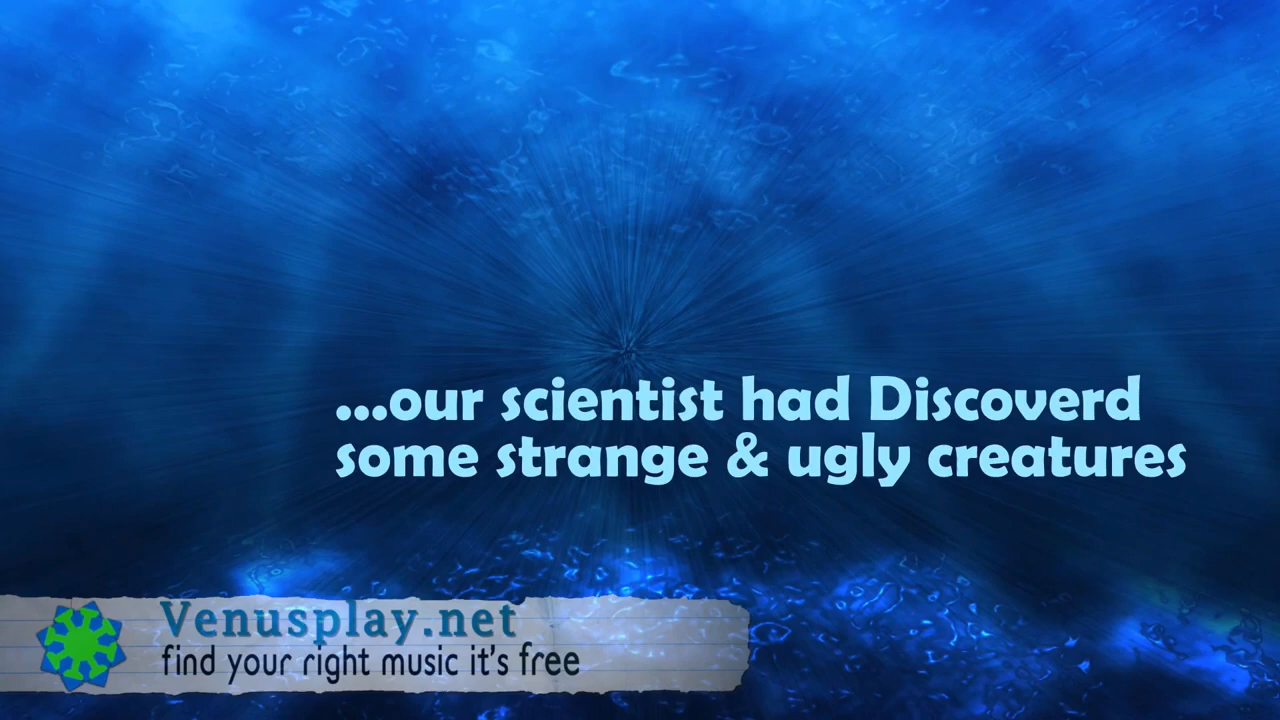 ...our scientist had Discoverd
some strange & ugly creatures
Venusplay.net
find your right music it's free